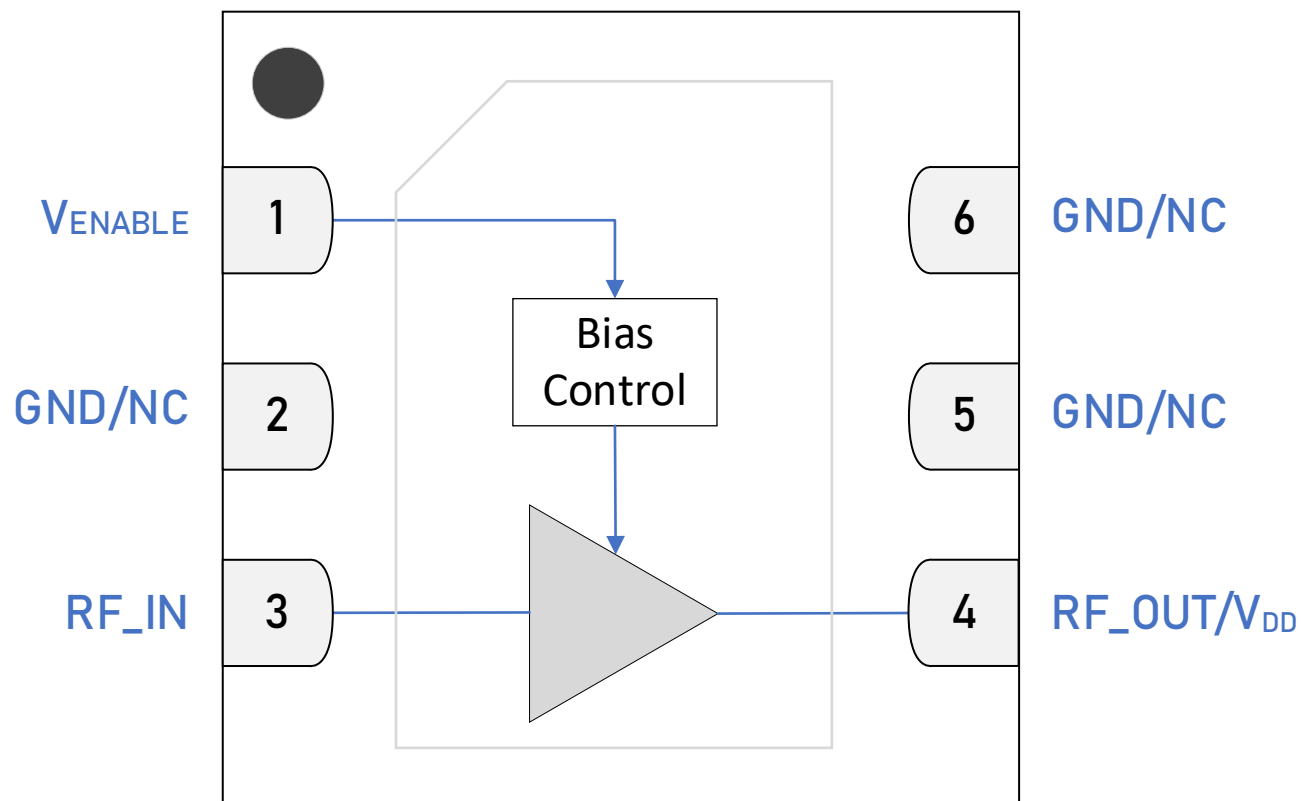 VENABLE
1
6
GND/NC
Bias
Control
GND/NC
2
5
GND/NC
RF_IN
3
4
RF_OUT/VDD